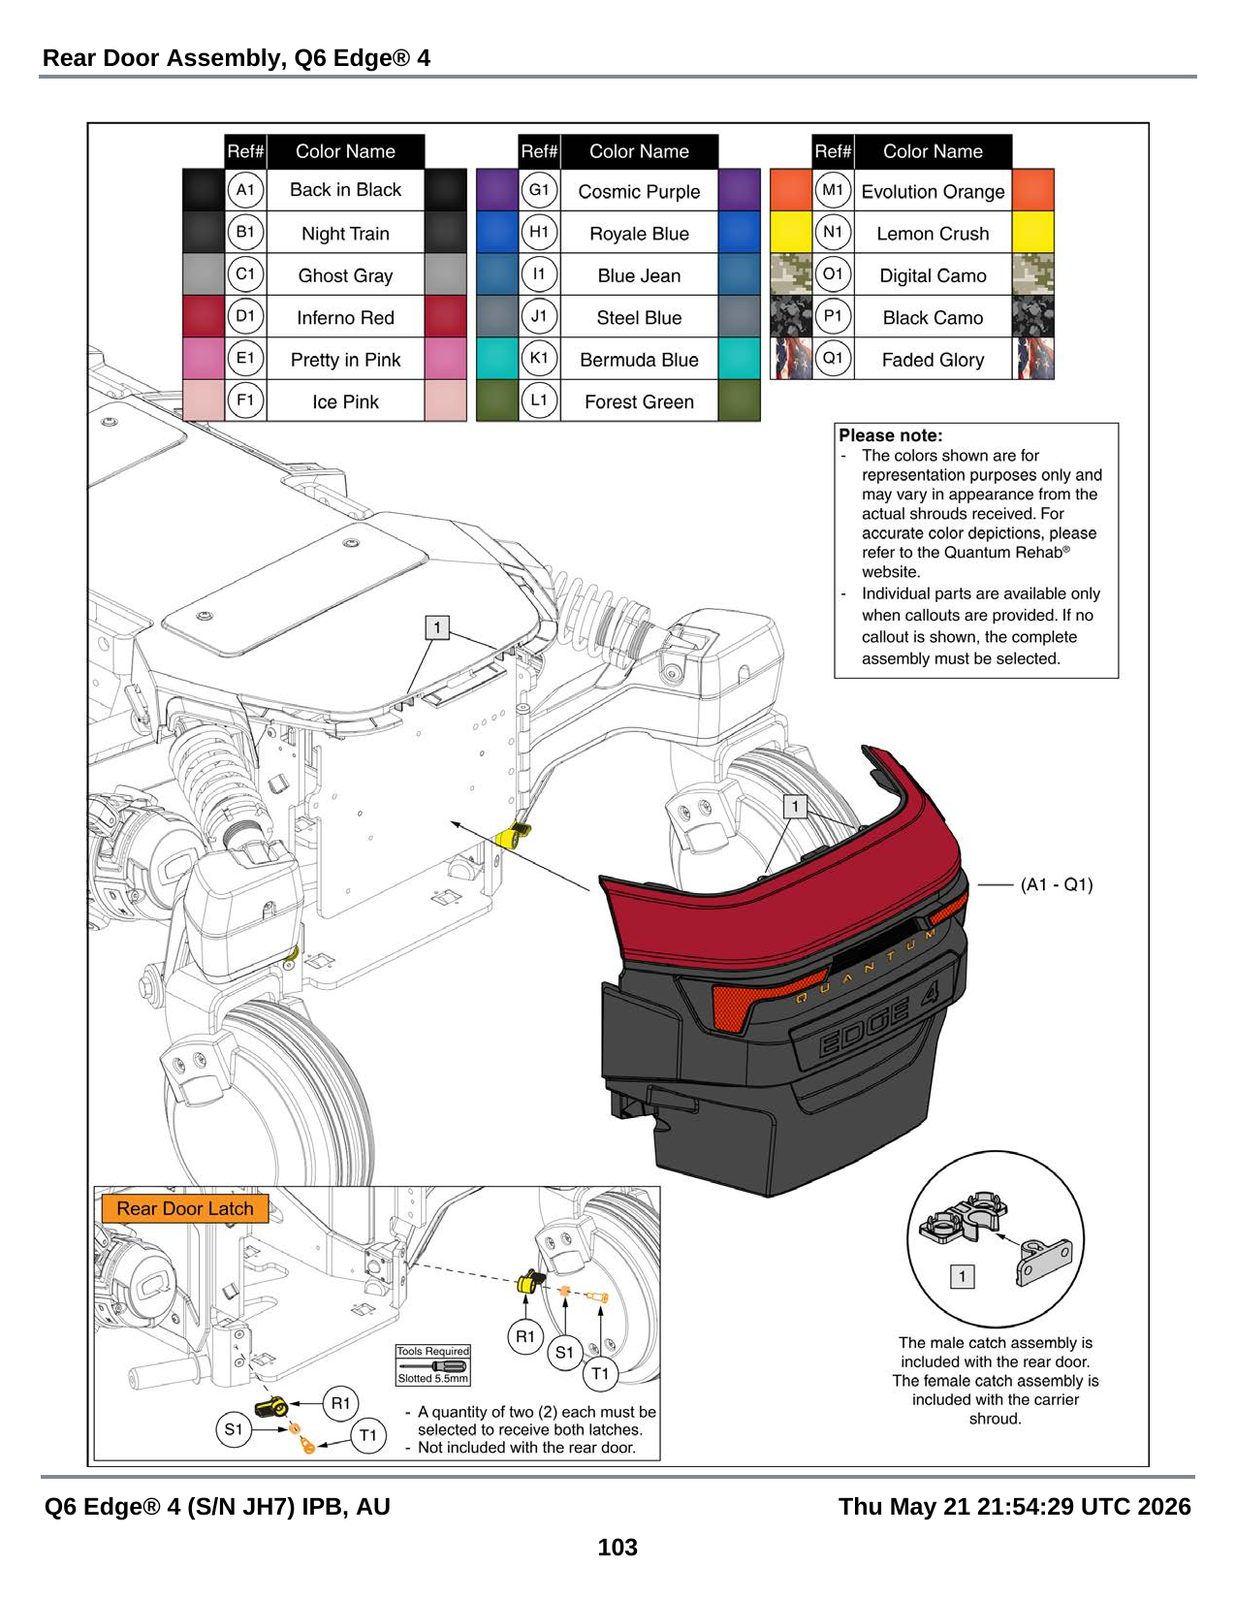 Rear Door Assembly, Q6 Edge® 4
Ref# Color Name
A1 Back in Black
B1 Night Train
C1 Ghost Gray
D1 Inferno Red
E1 Pretty in Pink
F1 Ice Pink
Ref# Color Name
G1 Cosmic Purple
H1 Royale Blue
I1 Blue Jean
J1 Steel Blue
K1 Bermuda Blue
L1 Forest Green
Ref# Color Name
M1 Evolution Orange
N1 Lemon Crush
O1 Digital Camo
P1 Black Camo
Q1 Faded Glory
Please note:
- The colors shown are for
representation purposes only and
may vary in appearance from the
actual shrouds received. For
accurate color depictions, please
refer to the Quantum Rehab®
website.
- Individual parts are available only
when callouts are provided. If no
callout is shown, the complete
assembly must be selected.
1
1
(A1 - Q1)
QUANTUM
EDGE 4
Rear Door Latch
R1
S1
T1
Tools Required
Slotted 5.5mm
R1
S1
T1
- A quantity of two (2) each must be
selected to receive both latches.
- Not included with the rear door.
1
The male catch assembly is
included with the rear door.
The female catch assembly is
included with the carrier
shroud.
Q6 Edge® 4 (S/N JH7) IPB, AU
Thu May 21 21:54:29 UTC 2026
103